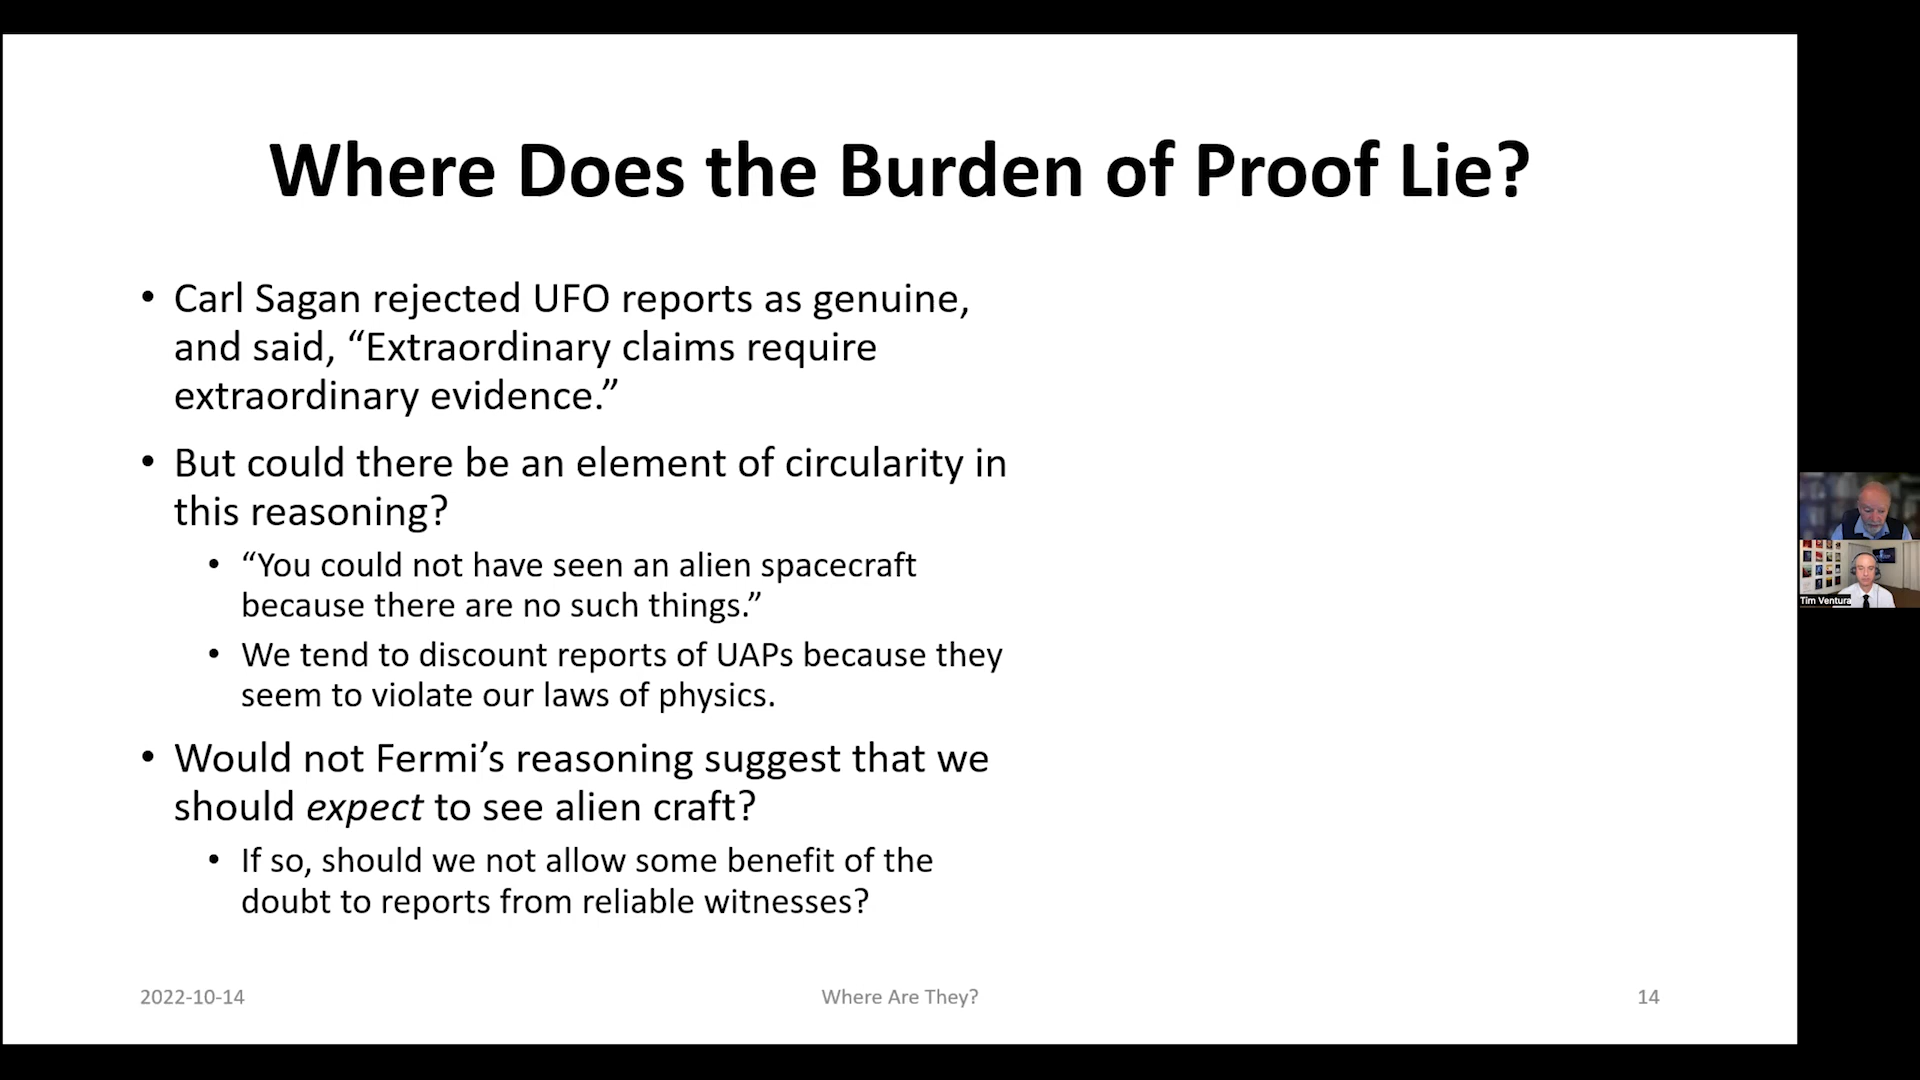 Where Does the Burden of Proof Lie?
• Carl Sagan rejected UFO reports as genuine,
and said, “Extraordinary claims require
extraordinary evidence.”
• But could there be an element of circularity in
this reasoning?
• “You could not have seen an alien spacecraft
because there are no such things.”
• We tend to discount reports of UAPs because they
seem to violate our laws of physics.
• Would not Fermi’s reasoning suggest that we
should expect to see alien craft?
• If so, should we not allow some benefit of the
doubt to reports from reliable witnesses?
2022-10-14
Where Are They?
14
Tim Ventura